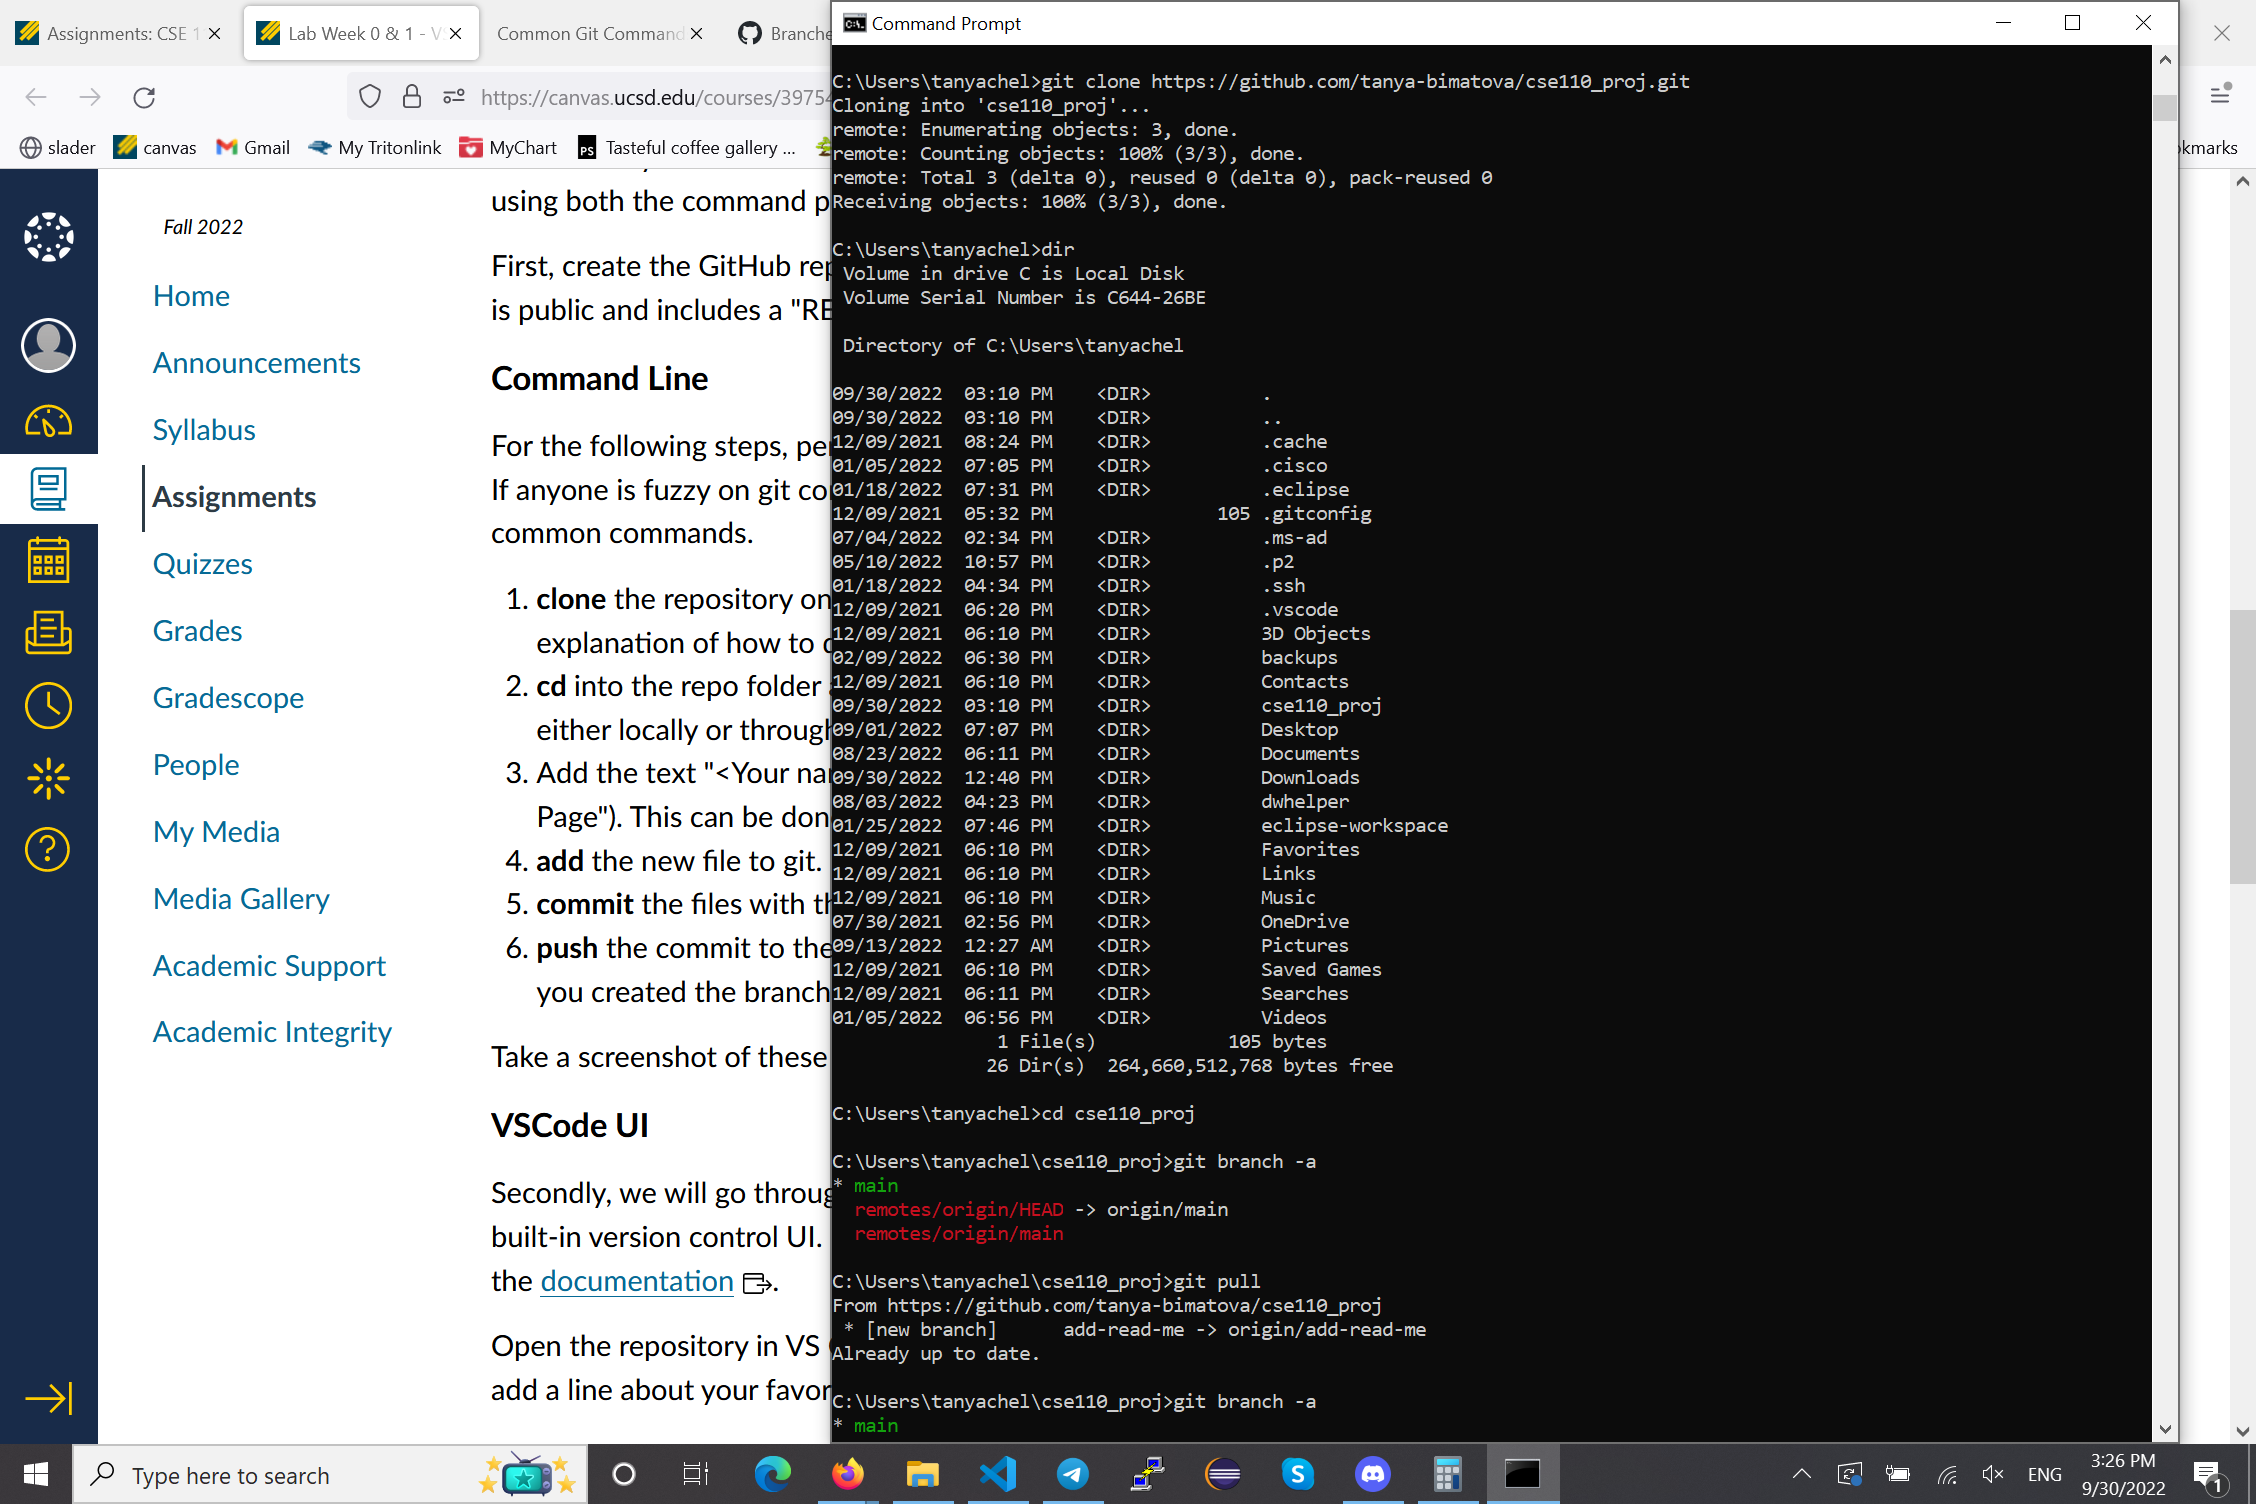 Assignments: CSE 1
Lab Week 0 & 1 - VS
Common Git Command
Branche
https://canvas.ucsd.edu/courses/39754
slader
canvas
Gmail
My Tritonlink
MyChart
PS
Tasteful coffee gallery ...
kmarks
Fall 2022
Home
Announcements
Syllabus
Assignments
Quizzes
Grades
Gradescope
People
My Media
Media Gallery
Academic Support
Academic Integrity
using both the command p
First, create the GitHub rep
is public and includes a "RE
Command Line
For the following steps, per
If anyone is fuzzy on git co
common commands.
1. clone the repository on
explanation of how to
2. cd into the repo folder
either locally or through
3. Add the text "<Your nam
Page"). This can be don
4. add the new file to git.
5. commit the files with th
6. push the commit to the
you created the branch
Take a screenshot of these
VSCode UI
Secondly, we will go throug
built-in version control UI.
the documentation .
Open the repository in VS
add a line about your favor
Command Prompt
C:\Users\tanyachel>git clone https://github.com/tanya-bimatova/cse110_proj.git
Cloning into 'cse110_proj'...
remote: Enumerating objects: 3, done.
remote: Counting objects: 100% (3/3), done.
remote: Total 3 (delta 0), reused 0 (delta 0), pack-reused 0
Receiving objects: 100% (3/3), done.
C:\Users\tanyachel>dir
Volume in drive C is Local Disk
Volume Serial Number is C644-26BE
Directory of C:\Users\tanyachel
09/30/2022  03:10 PM    <DIR>          .
09/30/2022  03:10 PM    <DIR>          ..
12/09/2021  08:24 PM    <DIR>          .cache
01/05/2022  07:05 PM    <DIR>          .cisco
01/18/2022  07:31 PM    <DIR>          .eclipse
12/09/2021  05:32 PM               105 .gitconfig
07/04/2022  02:34 PM    <DIR>          .ms-ad
05/10/2022  10:57 PM    <DIR>          .p2
01/18/2022  04:34 PM    <DIR>          .ssh
12/09/2021  06:20 PM    <DIR>          .vscode
12/09/2021  06:10 PM    <DIR>          3D Objects
02/09/2022  06:30 PM    <DIR>          backups
12/09/2021  06:10 PM    <DIR>          Contacts
09/30/2022  03:10 PM    <DIR>          cse110_proj
09/01/2022  07:07 PM    <DIR>          Desktop
08/23/2022  06:11 PM    <DIR>          Documents
09/30/2022  12:40 PM    <DIR>          Downloads
08/03/2022  04:23 PM    <DIR>          dwhelper
01/25/2022  07:46 PM    <DIR>          eclipse-workspace
12/09/2021  06:10 PM    <DIR>          Favorites
12/09/2021  06:10 PM    <DIR>          Links
12/09/2021  06:10 PM    <DIR>          Music
07/30/2021  02:56 PM    <DIR>          OneDrive
09/13/2022  12:27 AM    <DIR>          Pictures
12/09/2021  06:10 PM    <DIR>          Saved Games
12/09/2021  06:11 PM    <DIR>          Searches
01/05/2022  06:56 PM    <DIR>          Videos
1 File(s)            105 bytes
26 Dir(s)  264,660,512,768 bytes free
C:\Users\tanyachel>cd cse110_proj
C:\Users\tanyachel\cse110_proj>git branch -a
* main
remotes/origin/HEAD -> origin/main
remotes/origin/main
C:\Users\tanyachel\cse110_proj>git pull
From https://github.com/tanya-bimatova/cse110_proj
* [new branch]      add-read-me -> origin/add-read-me
Already up to date.
C:\Users\tanyachel\cse110_proj>git branch -a
* main
Type here to search
ENG
3:26 PM
9/30/2022
1